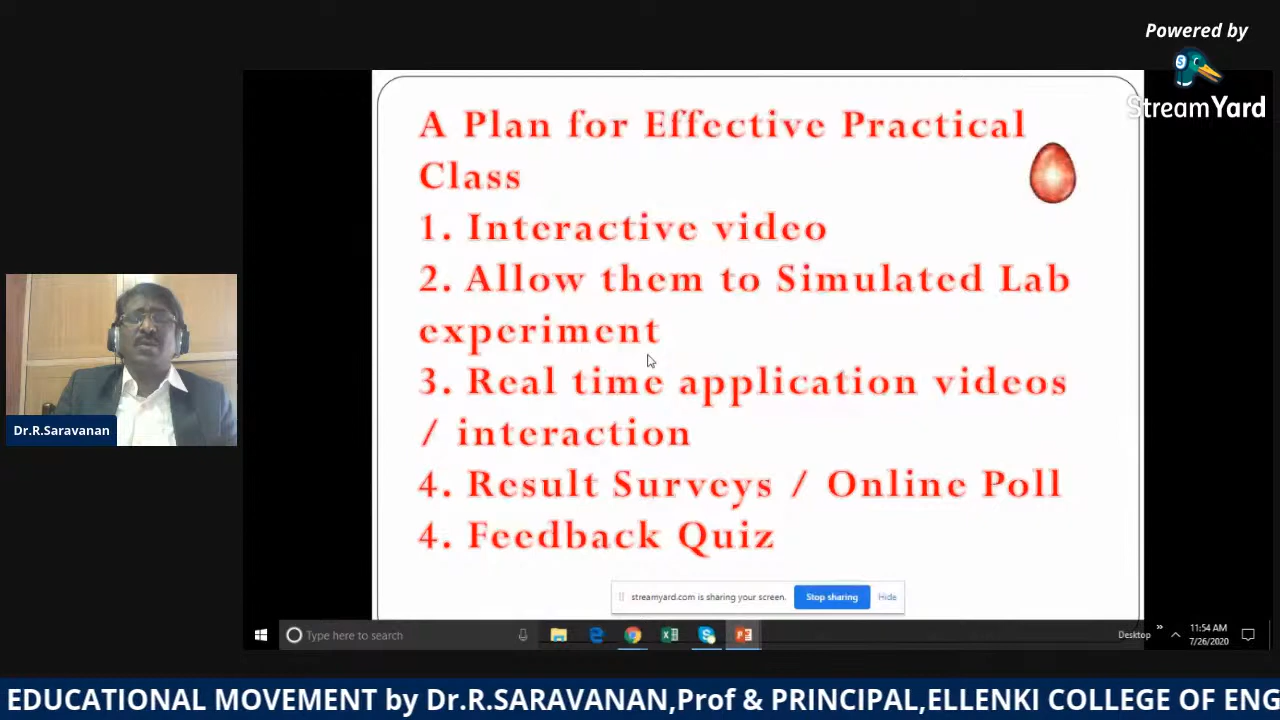 Powered by
StreamYard
A Plan for Effective Practical
Class
1. Interactive video
2. Allow them to Simulated Lab
experiment
3. Real time application videos
/ interaction
4. Result Surveys / Online Poll
4. Feedback Quiz
Dr.R.Saravanan
streamyard.com is sharing your screen. Stop sharing Hide
Type here to search
Desktop
11:54 AM
7/26/2020
EDUCATIONAL MOVEMENT by Dr.R.SARAVANAN,Prof & PRINCIPAL,ELLENKI COLLEGE OF ENG